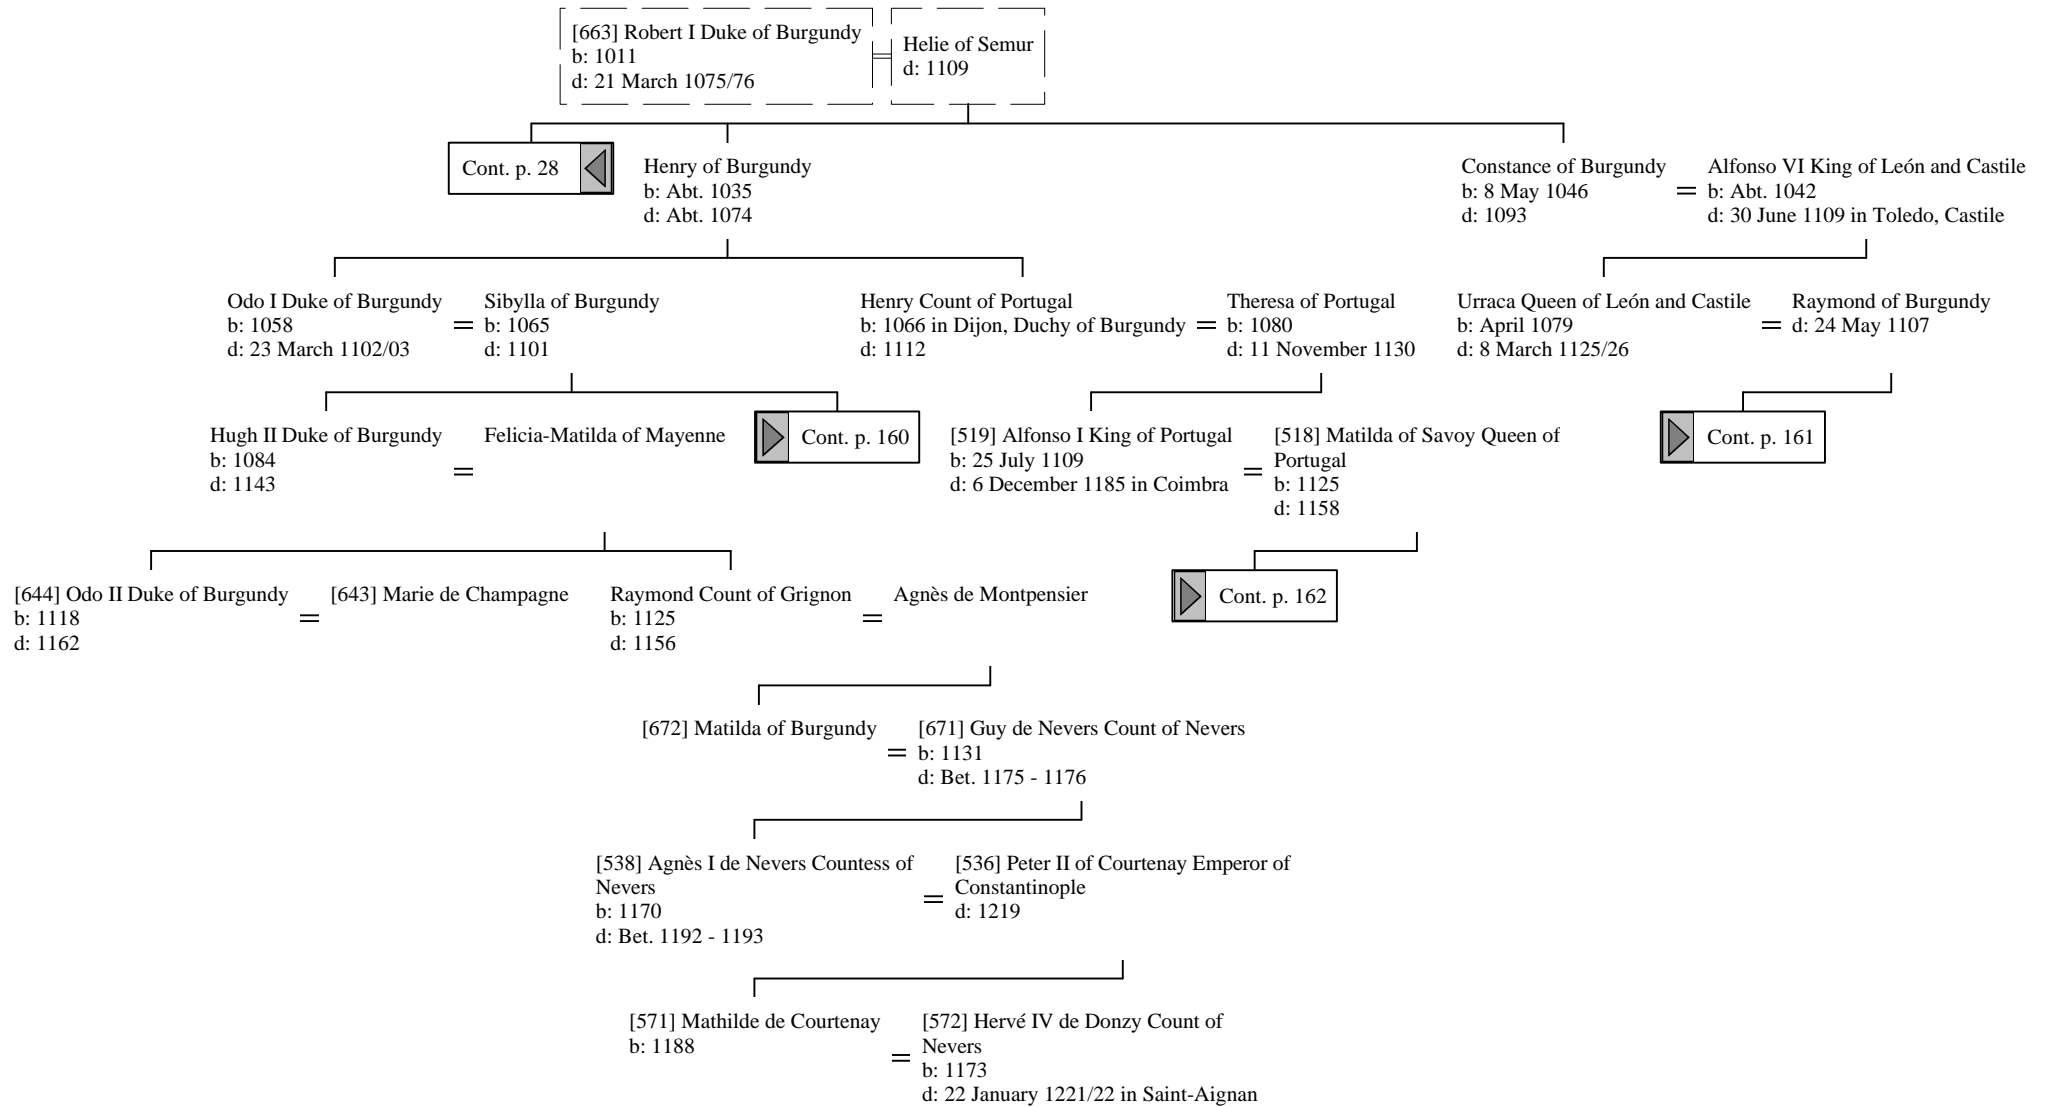 [663] Robert I Duke of Burgundy
b: 1011
d: 21 March 1075/76
Helie of Semur
d: 1109
Cont. p. 28
Henry of Burgundy
b: Abt. 1035
d: Abt. 1074
Constance of Burgundy
b: 8 May 1046
d: 1093
=
Alfonso VI King of León and Castile
b: Abt. 1042
d: 30 June 1109 in Toledo, Castile
Odo I Duke of Burgundy
b: 1058
d: 23 March 1102/03
=
Sibylla of Burgundy
b: 1065
d: 1101
Henry Count of Portugal
b: 1066 in Dijon, Duchy of Burgundy
d: 1112
=
Theresa of Portugal
b: 1080
d: 11 November 1130
Urraca Queen of León and Castile
b: April 1079
d: 8 March 1125/26
=
Raymond of Burgundy
d: 24 May 1107
Hugh II Duke of Burgundy
b: 1084
d: 1143
=
Felicia-Matilda of Mayenne
Cont. p. 160
[519] Alfonso I King of Portugal
b: 25 July 1109
d: 6 December 1185 in Coimbra
=
[518] Matilda of Savoy Queen of
Portugal
b: 1125
d: 1158
Cont. p. 161
[644] Odo II Duke of Burgundy
b: 1118
d: 1162
=
[643] Marie de Champagne
Raymond Count of Grignon
b: 1125
d: 1156
=
Agnès de Montpensier
Cont. p. 162
[672] Matilda of Burgundy
=
[671] Guy de Nevers Count of Nevers
b: 1131
d: Bet. 1175 - 1176
[538] Agnès I de Nevers Countess of
Nevers
b: 1170
d: Bet. 1192 - 1193
=
[536] Peter II of Courtenay Emperor of
Constantinople
d: 1219
[571] Mathilde de Courtenay
b: 1188
=
[572] Hervé IV de Donzy Count of
Nevers
b: 1173
d: 22 January 1221/22 in Saint-Aignan